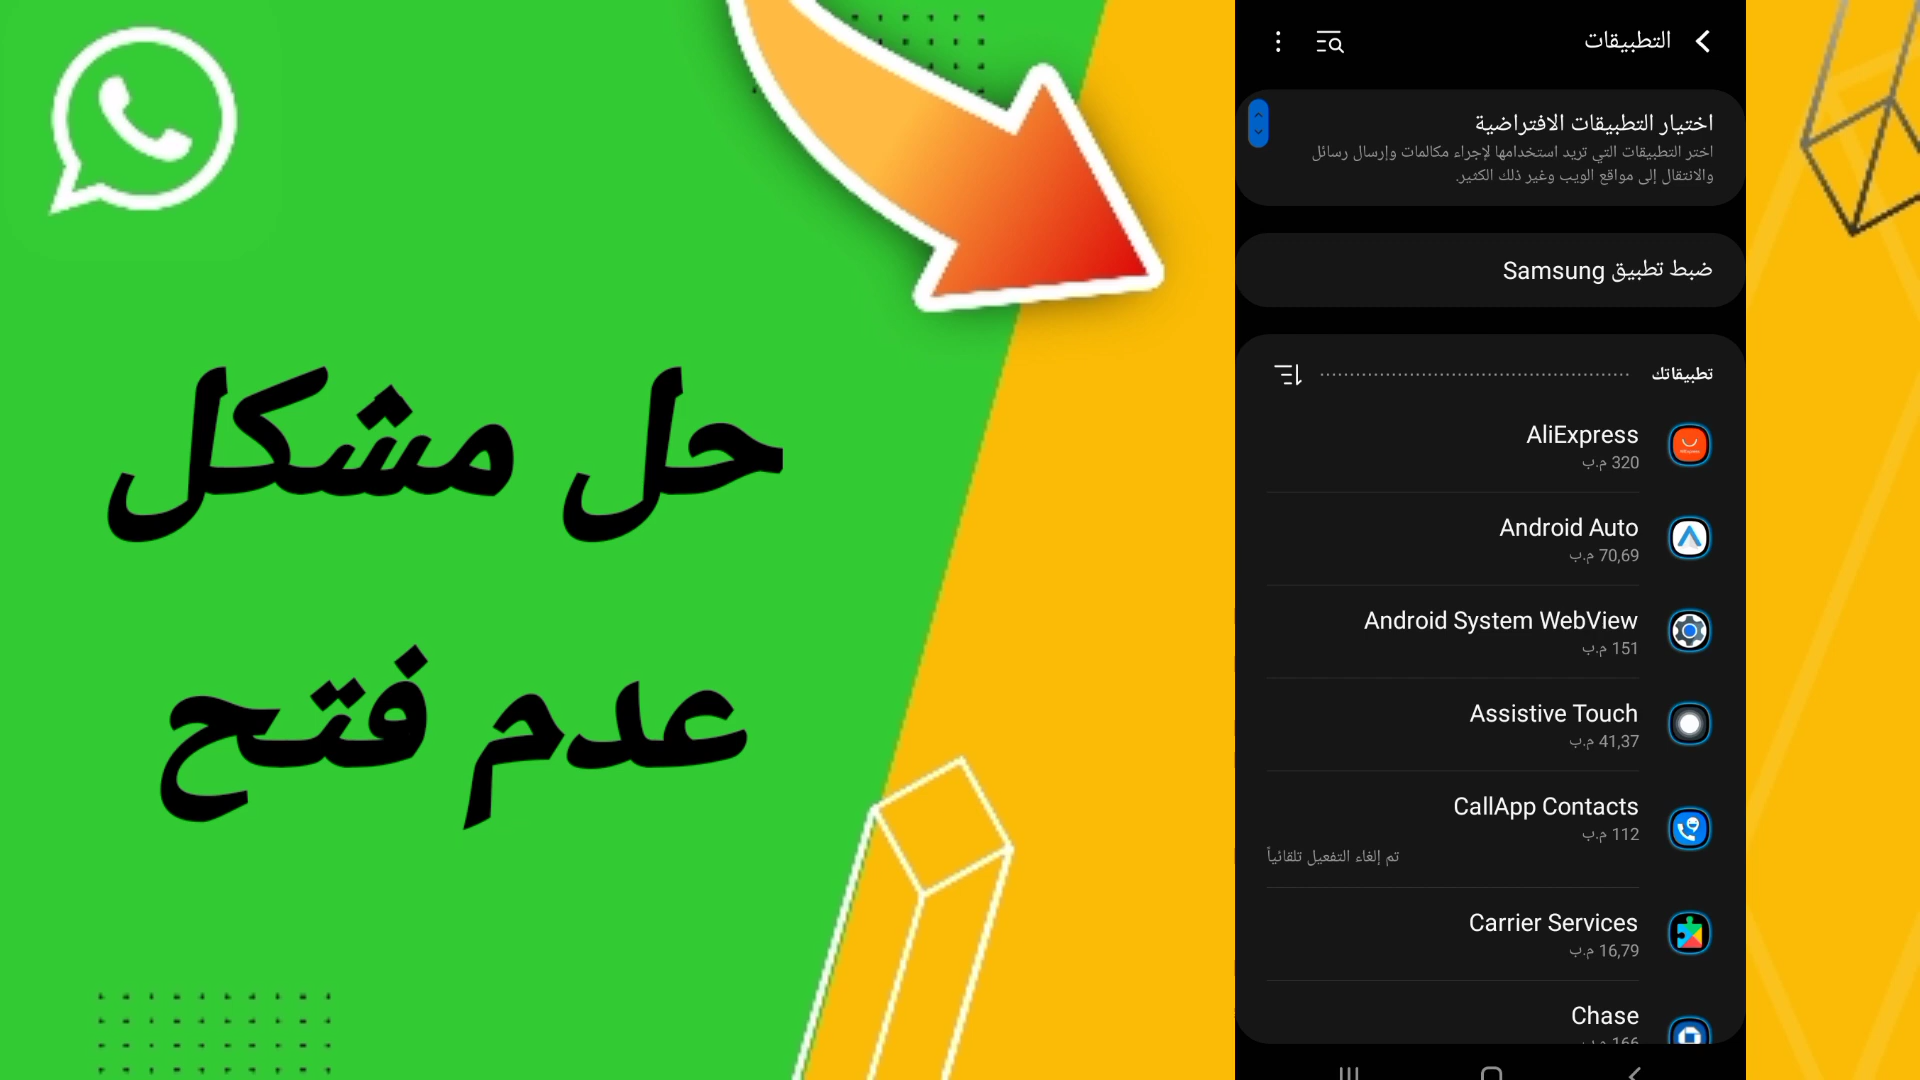 حل مشكل
عدم فتح
التطبيقات
اختيار التطبيقات الافتراضية
اختر التطبيقات التي تريد استخدامها لإجراء مكالمات وإرسال رسائل
والانتقال إلى مواقع الويب وغير ذلك الكثير.
ضبط تطبيق Samsung
تطبيقاتك
AliExpress
320 م.ب
Android Auto
70,69 م.ب
Android System WebView
151 م.ب
Assistive Touch
41,37 م.ب
CallApp Contacts
112 م.ب
تم إلغاء التفعيل تلقائياً
Carrier Services
16,79 م.ب
Chase
166 م.ب